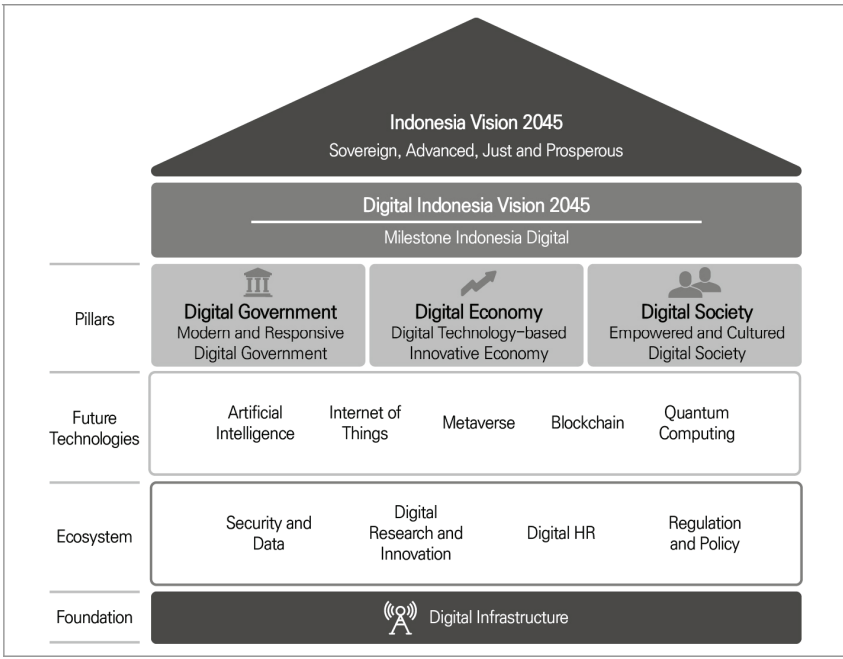 Indonesia Vision 2045
Sovereign, Advanced, Just and Prosperous
Digital Indonesia Vision 2045
Milestone Indonesia Digital
Pillars
Digital Government
Modern and Responsive
Digital Government
Digital Economy
Digital Technology-based
Innovative Economy
Digital Society
Empowered and Cultured
Digital Society
Future
Technologies
Artificial
Intelligence
Internet of
Things
Metaverse
Blockchain
Quantum
Computing
Ecosystem
Security and
Data
Digital
Research and
Innovation
Digital HR
Regulation
and Policy
Foundation
Digital Infrastructure